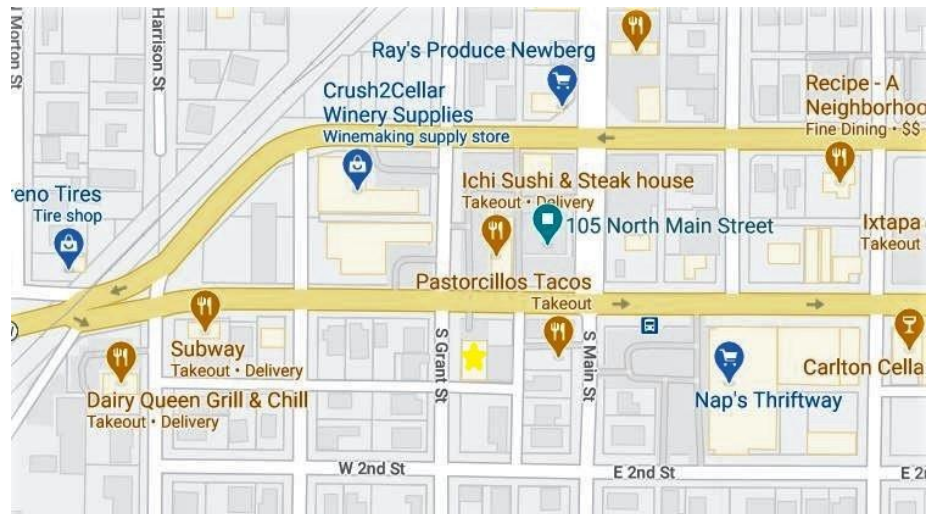 N Morton St
Harrison St
Ray's Produce Newberg
Crush2Cellar
Winery Supplies
Winemaking supply store
Recipe - A
Neighborhoo
Fine Dining • $$
reno Tires
Tire shop
Ichi Sushi & Steak house
Takeout • Delivery
105 North Main Street
Ixtapa
Takeout
Pastorcillos Tacos
Takeout
S Grant St
S Main St
Subway
Takeout • Delivery
Dairy Queen Grill & Chill
Takeout • Delivery
Nap's Thriftway
Carlton Cella
W 2nd St
E 2nd St
E 2n